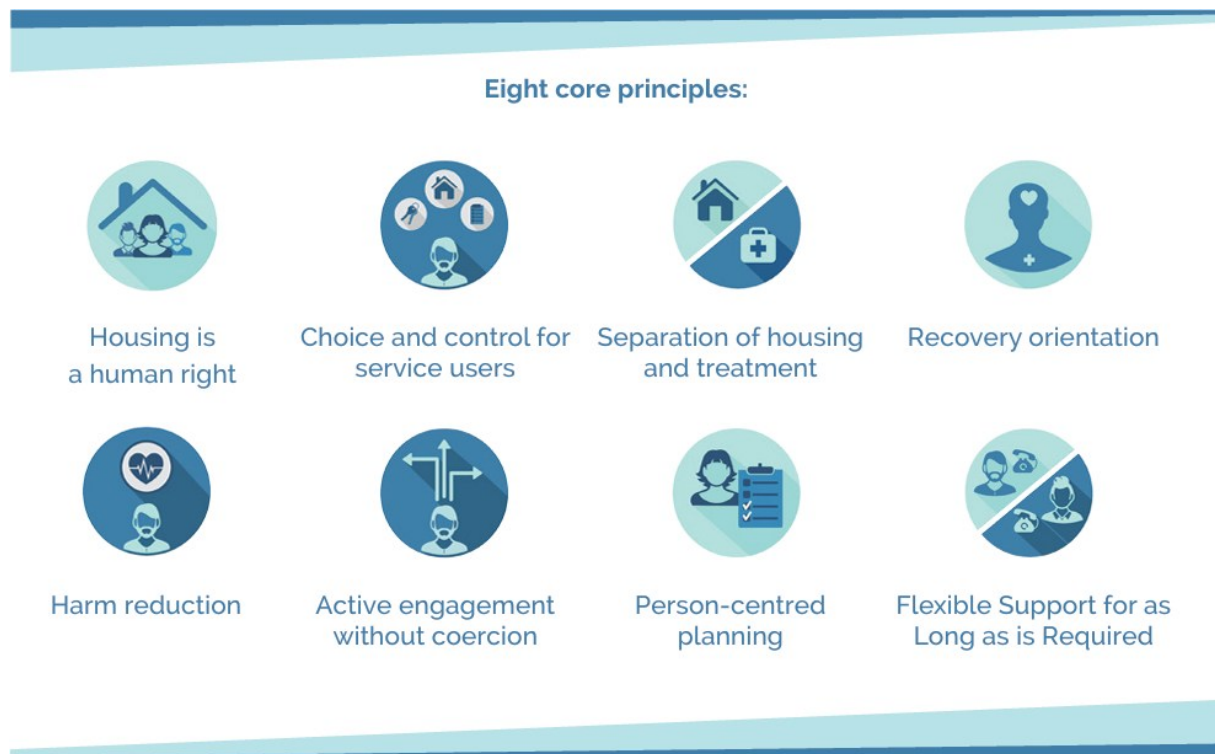 Eight core principles:
Housing is
a human right
Choice and control for
service users
Separation of housing
and treatment
Recovery orientation
Harm reduction
Active engagement
without coercion
Person-centred
planning
Flexible Support for as
Long as is Required